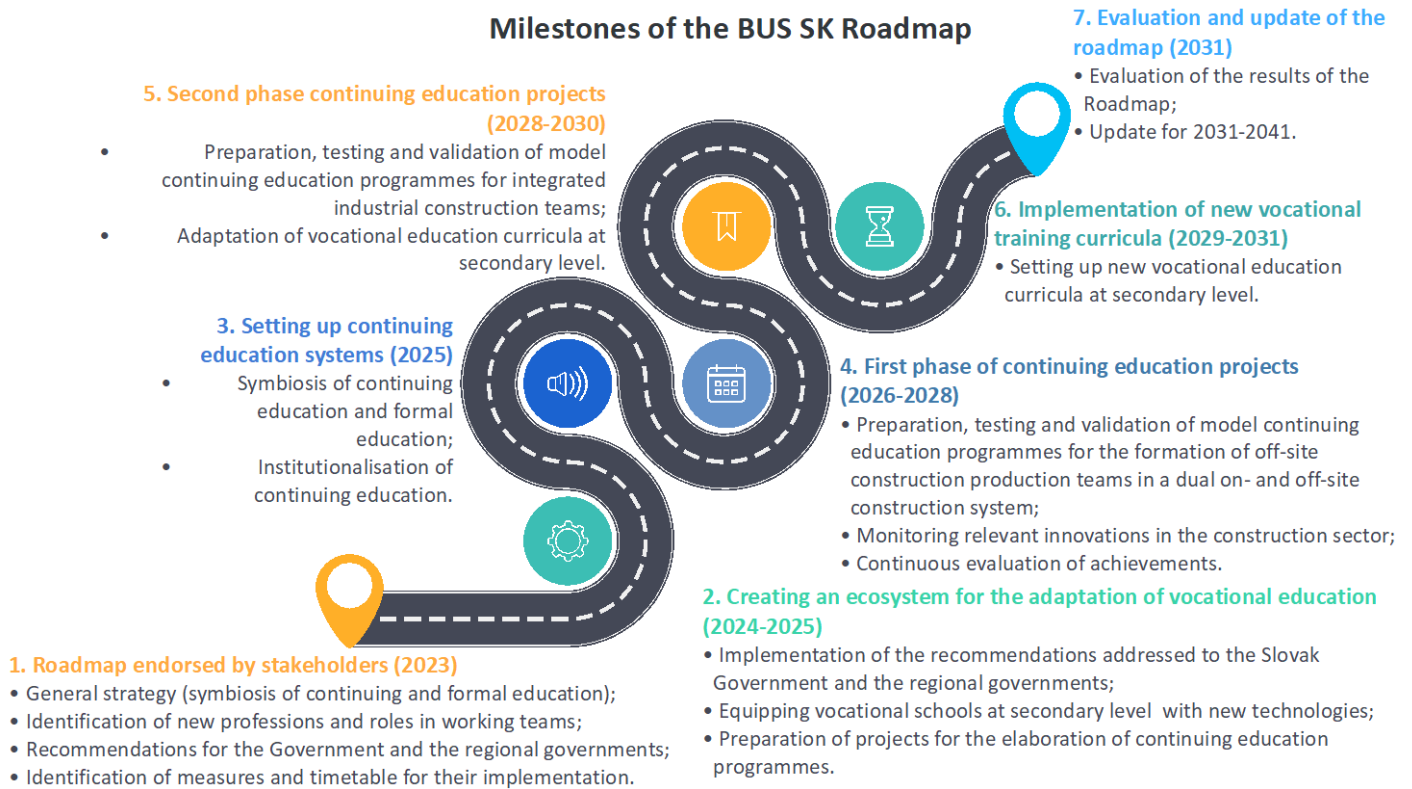 Milestones of the BUS SK Roadmap
7. Evaluation and update of the
roadmap (2031)
• Evaluation of the results of the
Roadmap;
• Update for 2031-2041.
5. Second phase continuing education projects
(2028-2030)
• Preparation, testing and validation of model
continuing education programmes for integrated
industrial construction teams;
• Adaptation of vocational education curricula at
secondary level.
6. Implementation of new vocational
training curricula (2029-2031)
• Setting up new vocational education
curricula at secondary level.
3. Setting up continuing
education systems (2025)
• Symbiosis of continuing
education and formal
education;
• Institutionalisation of
continuing education.
4. First phase of continuing education projects
(2026-2028)
• Preparation, testing and validation of model continuing
education programmes for the formation of off-site
construction production teams in a dual on- and off-site
construction system;
• Monitoring relevant innovations in the construction sector;
• Continuous evaluation of achievements.
2. Creating an ecosystem for the adaptation of vocational education
(2024-2025)
• Implementation of the recommendations addressed to the Slovak
Government and the regional governments;
• Equipping vocational schools at secondary level with new technologies;
• Preparation of projects for the elaboration of continuing education
programmes.
1. Roadmap endorsed by stakeholders (2023)
• General strategy (symbiosis of continuing and formal education);
• Identification of new professions and roles in working teams;
• Recommendations for the Government and the regional governments;
• Identification of measures and timetable for their implementation.